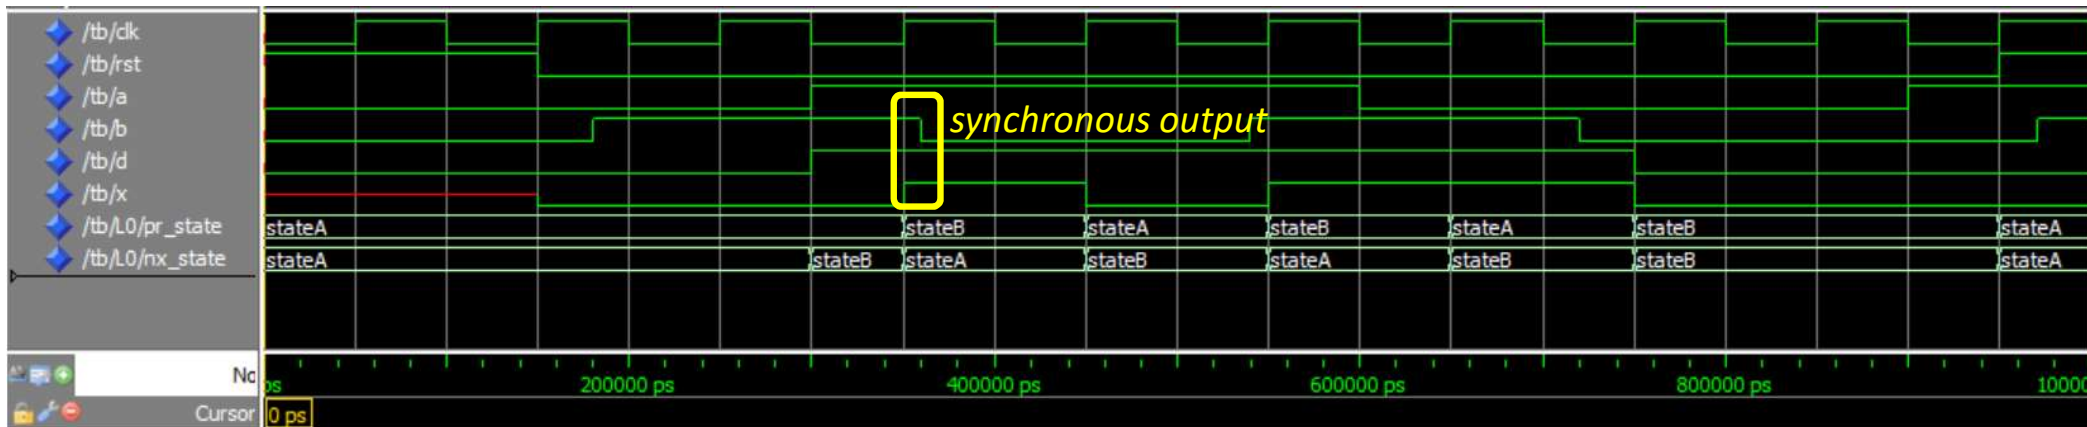 /tb/clk
/tb/rst
/tb/a
/tb/b synchronous output
/tb/d
/tb/x
/tb/L0/pr_state stateA stateB stateA stateB stateA stateB stateA
/tb/L0/nx_state stateA stateB stateA stateB stateA stateB stateB stateA
ps 200000 ps 400000 ps 600000 ps 800000 ps 10000
Cursor 0 ps